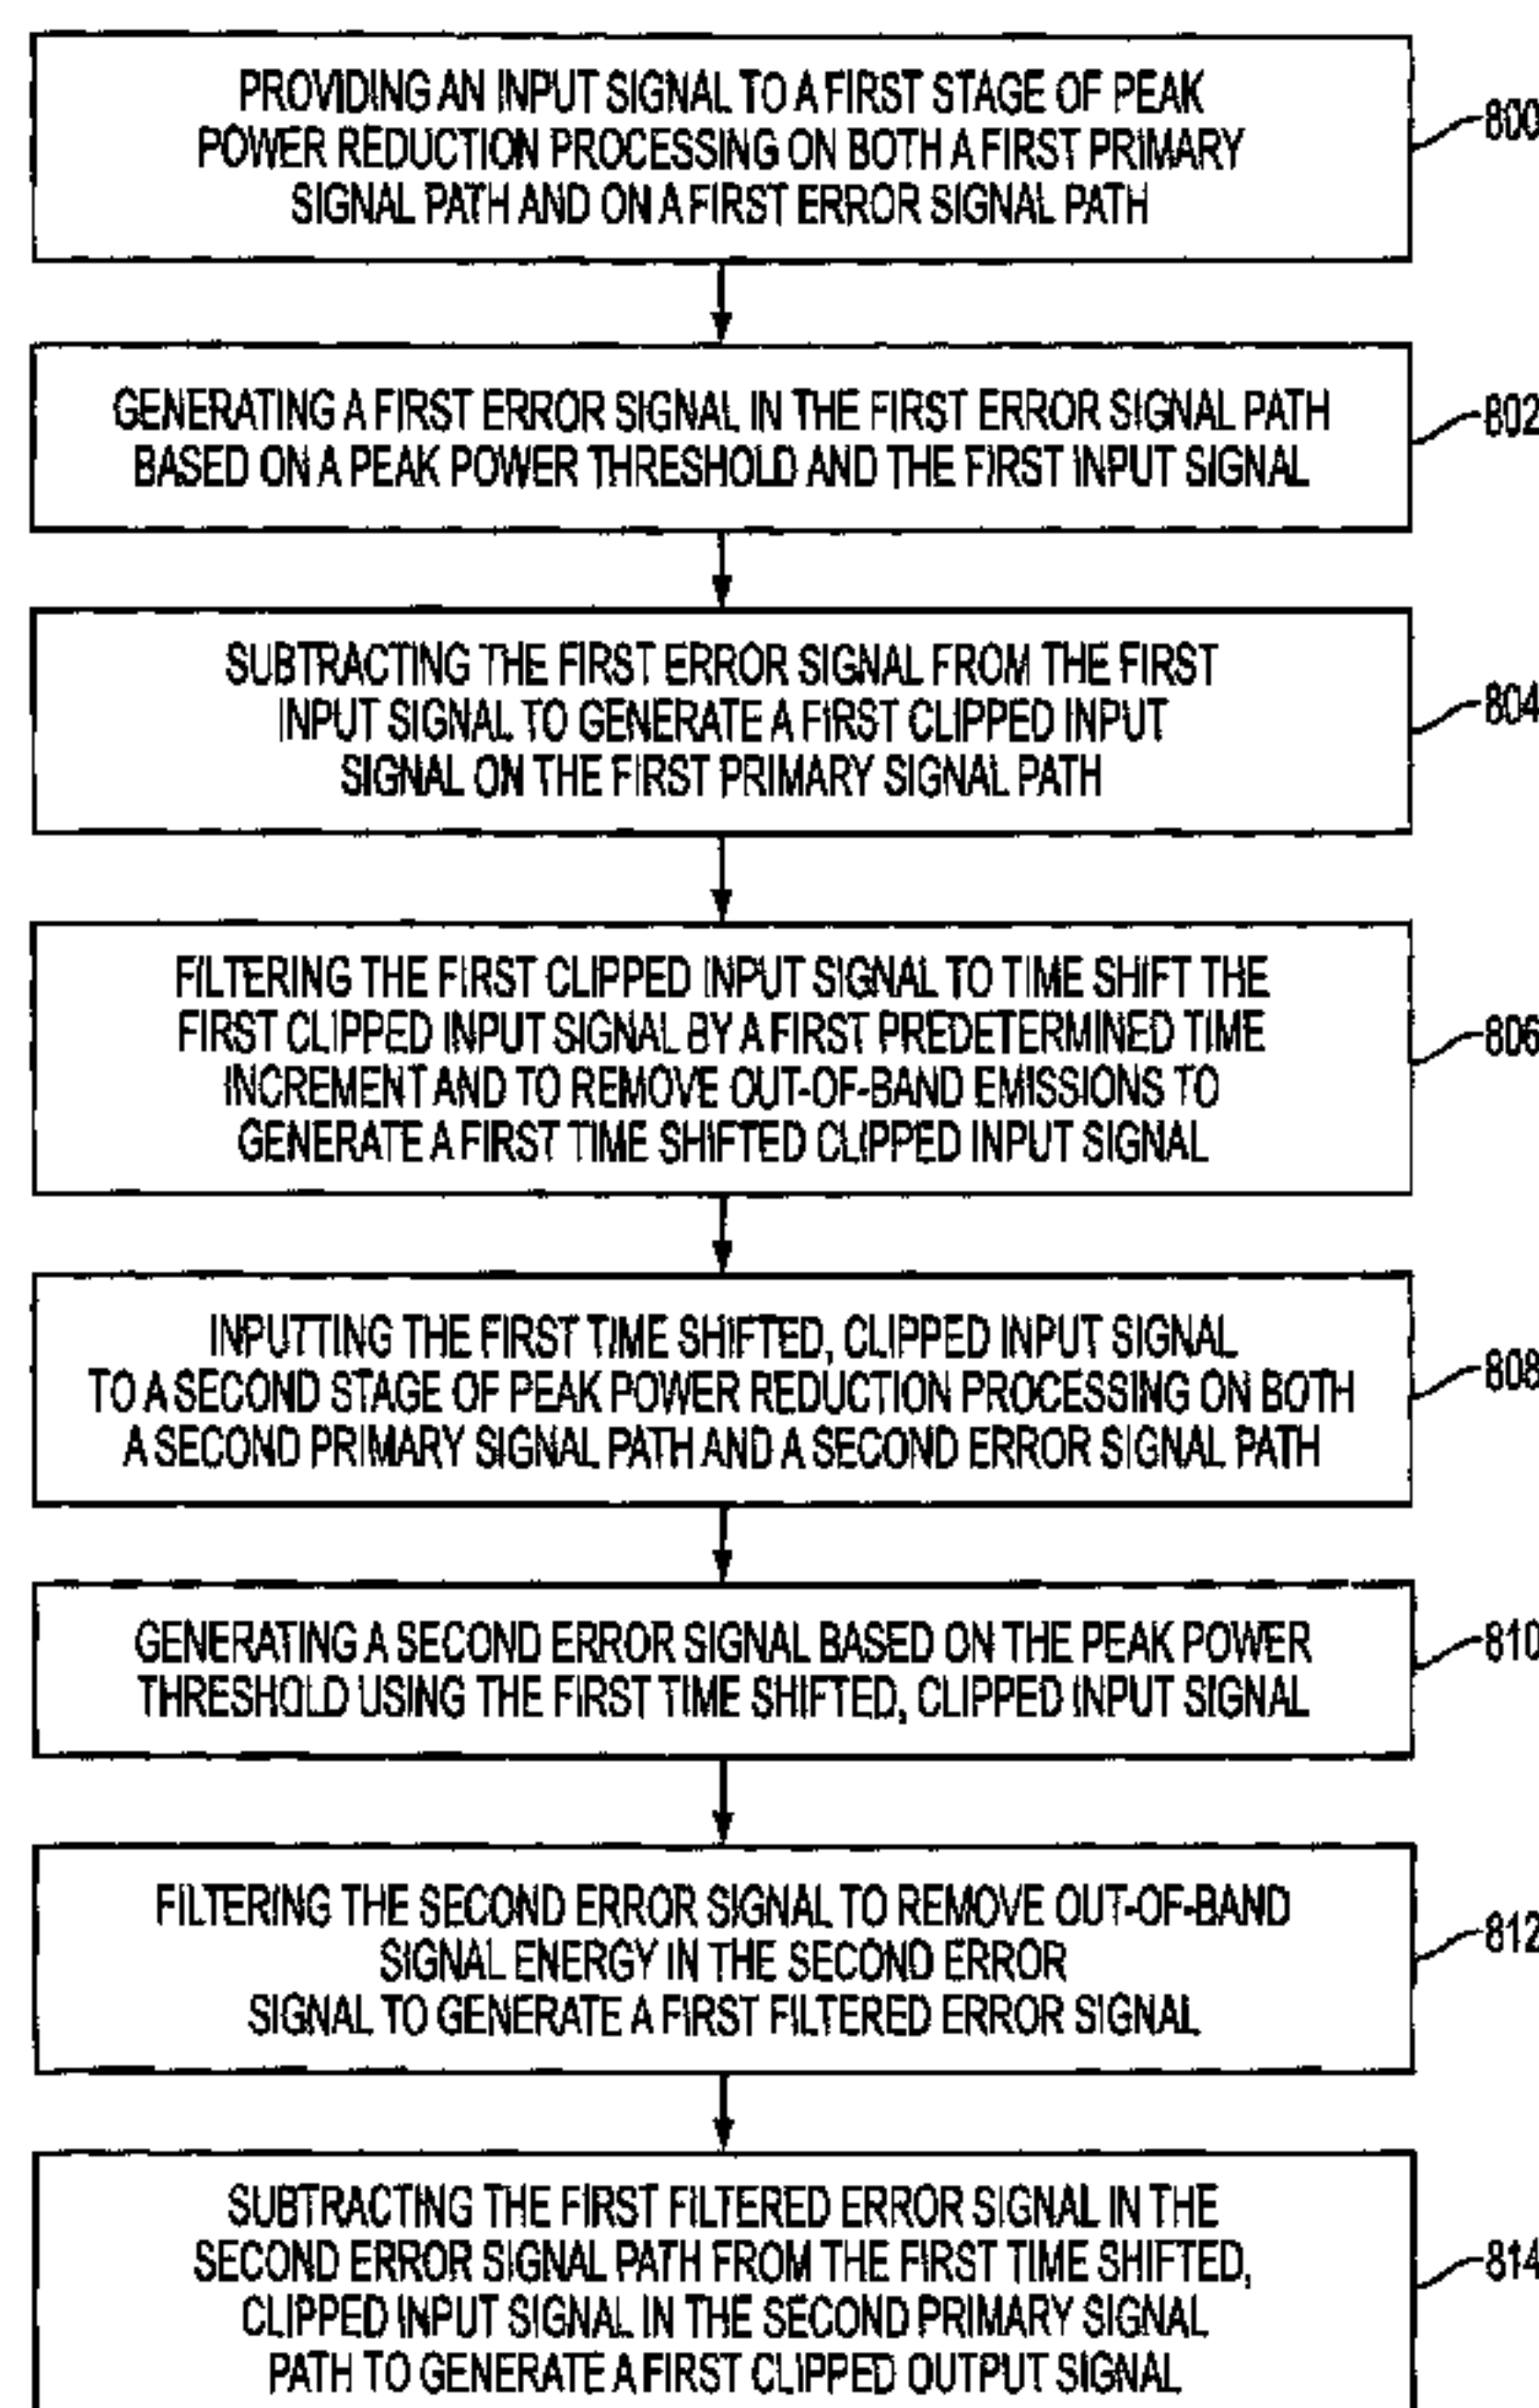 PROVIDING AN INPUT SIGNAL TO A FIRST STAGE OF PEAK
POWER REDUCTION PROCESSING ON BOTH A FIRST PRIMARY
SIGNAL PATH AND ON A FIRST ERROR SIGNAL PATH
800
GENERATING A FIRST ERROR SIGNAL IN THE FIRST ERROR SIGNAL PATH
BASED ON A PEAK POWER THRESHOLD AND THE FIRST INPUT SIGNAL
802
SUBTRACTING THE FIRST ERROR SIGNAL FROM THE FIRST
INPUT SIGNAL TO GENERATE A FIRST CLIPPED INPUT
SIGNAL ON THE FIRST PRIMARY SIGNAL PATH
804
FILTERING THE FIRST CLIPPED INPUT SIGNAL TO TIME SHIFT THE
FIRST CLIPPED INPUT SIGNAL BY A FIRST PREDETERMINED TIME
INCREMENT AND TO REMOVE OUT-OF-BAND EMISSIONS TO
GENERATE A FIRST TIME SHIFTED CLIPPED INPUT SIGNAL
806
INPUTTING THE FIRST TIME SHIFTED, CLIPPED INPUT SIGNAL
TO A SECOND STAGE OF PEAK POWER REDUCTION PROCESSING ON BOTH
A SECOND PRIMARY SIGNAL PATH AND A SECOND ERROR SIGNAL PATH
808
GENERATING A SECOND ERROR SIGNAL BASED ON THE PEAK POWER
THRESHOLD USING THE FIRST TIME SHIFTED, CLIPPED INPUT SIGNAL
810
FILTERING THE SECOND ERROR SIGNAL TO REMOVE OUT-OF-BAND
SIGNAL ENERGY IN THE SECOND ERROR
SIGNAL TO GENERATE A FIRST FILTERED ERROR SIGNAL
812
SUBTRACTING THE FIRST FILTERED ERROR SIGNAL IN THE
SECOND ERROR SIGNAL PATH FROM THE FIRST TIME SHIFTED,
CLIPPED INPUT SIGNAL IN THE SECOND PRIMARY SIGNAL
PATH TO GENERATE A FIRST CLIPPED OUTPUT SIGNAL
814